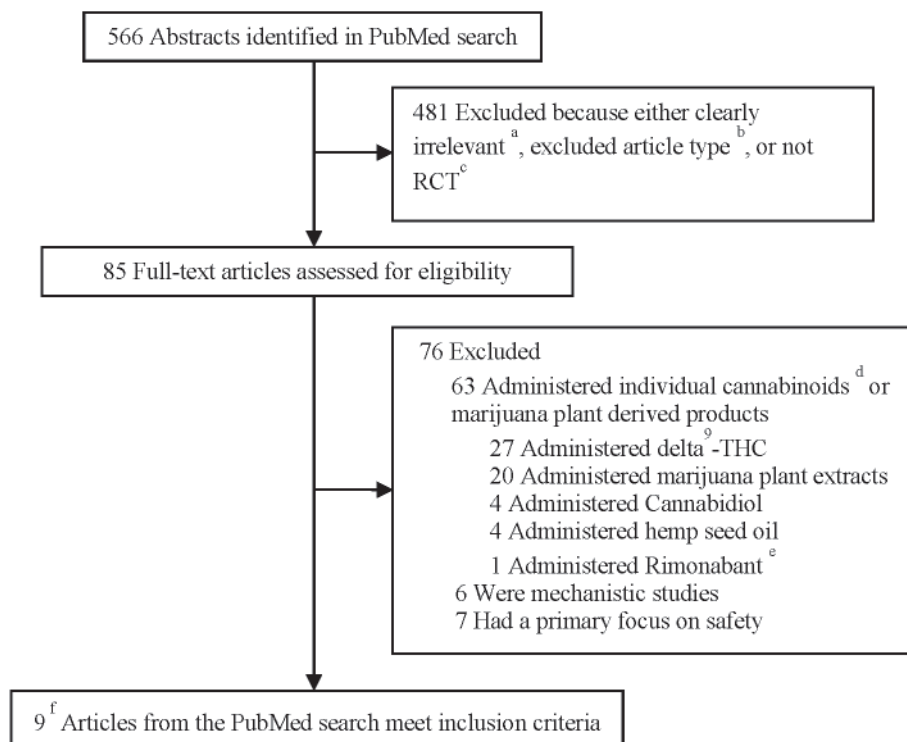 566 Abstracts identified in PubMed search
481 Excluded because either clearly
irrelevant a, excluded article type b, or not
RCT c
85 Full-text articles assessed for eligibility
76 Excluded
63 Administered individual cannabinoids d or
marijuana plant derived products
27 Administered delta9-THC
20 Administered marijuana plant extracts
4 Administered Cannabidiol
4 Administered hemp seed oil
1 Administered Rimonabant e
6 Were mechanistic studies
7 Had a primary focus on safety
9 f Articles from the PubMed search meet inclusion criteria